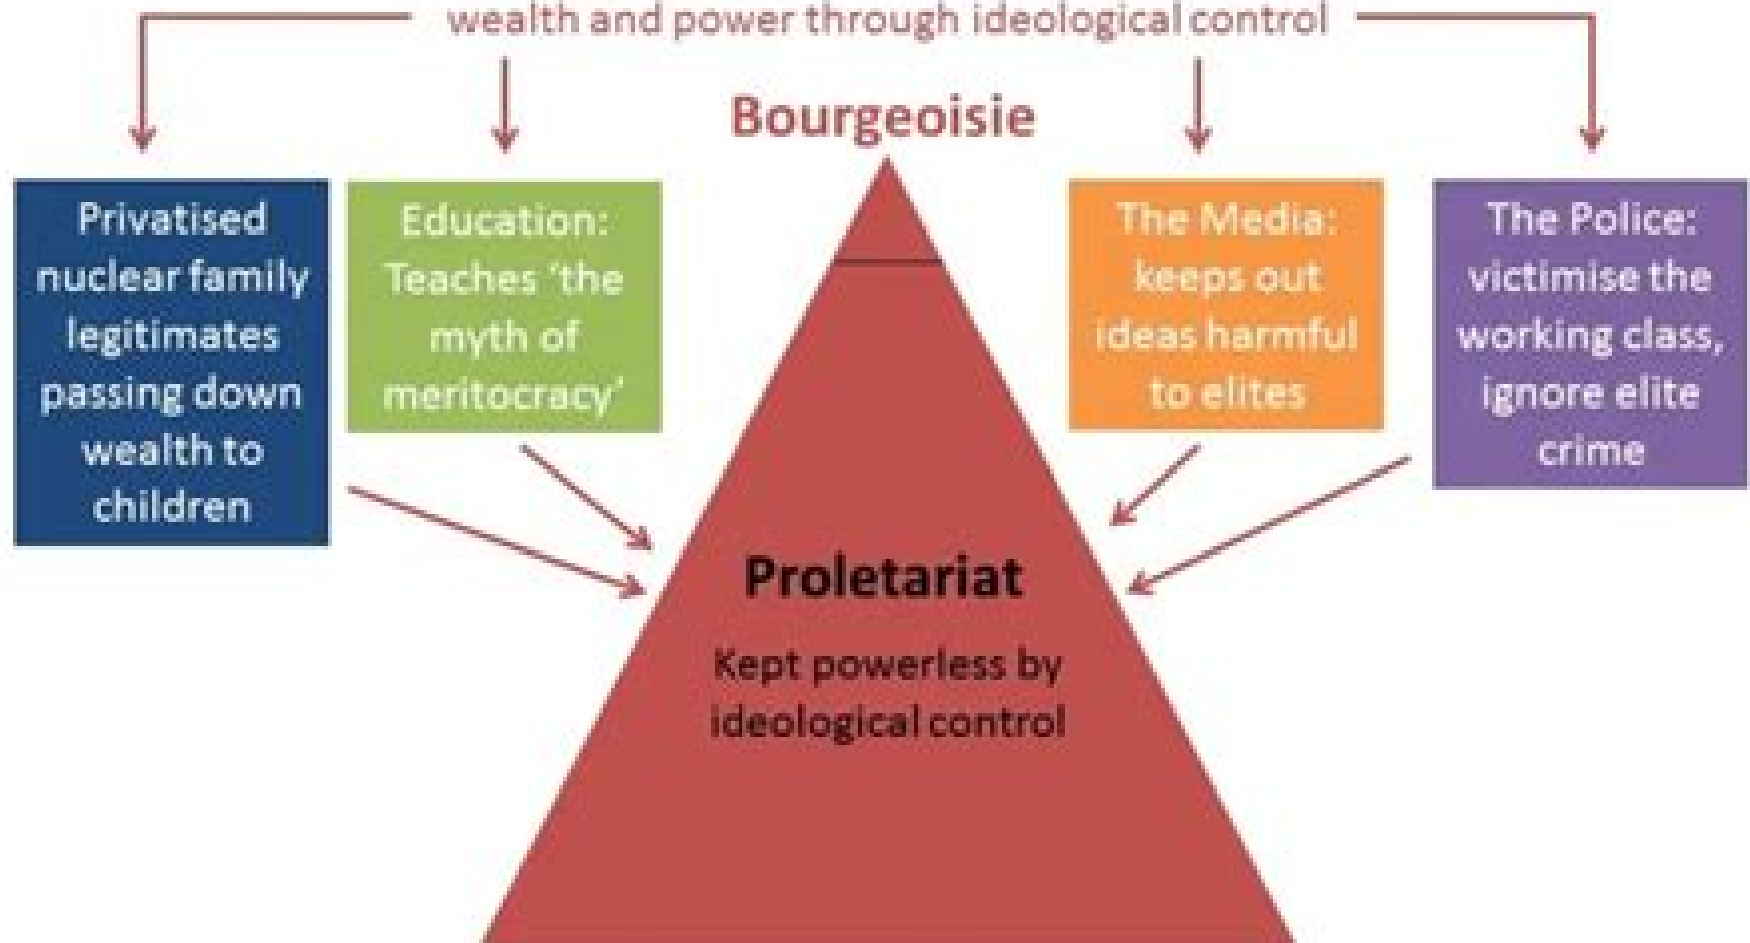 wealth and power through ideological control
Bourgeoisie
Privatised
nuclear family
legitimates
passing down
wealth to
children
Education:
Teaches ‘the
myth of
meritocracy’
The Media:
keeps out
ideas harmful
to elites
The Police:
victimise the
working class,
ignore elite
crime
Proletariat
Kept powerless by
ideological control